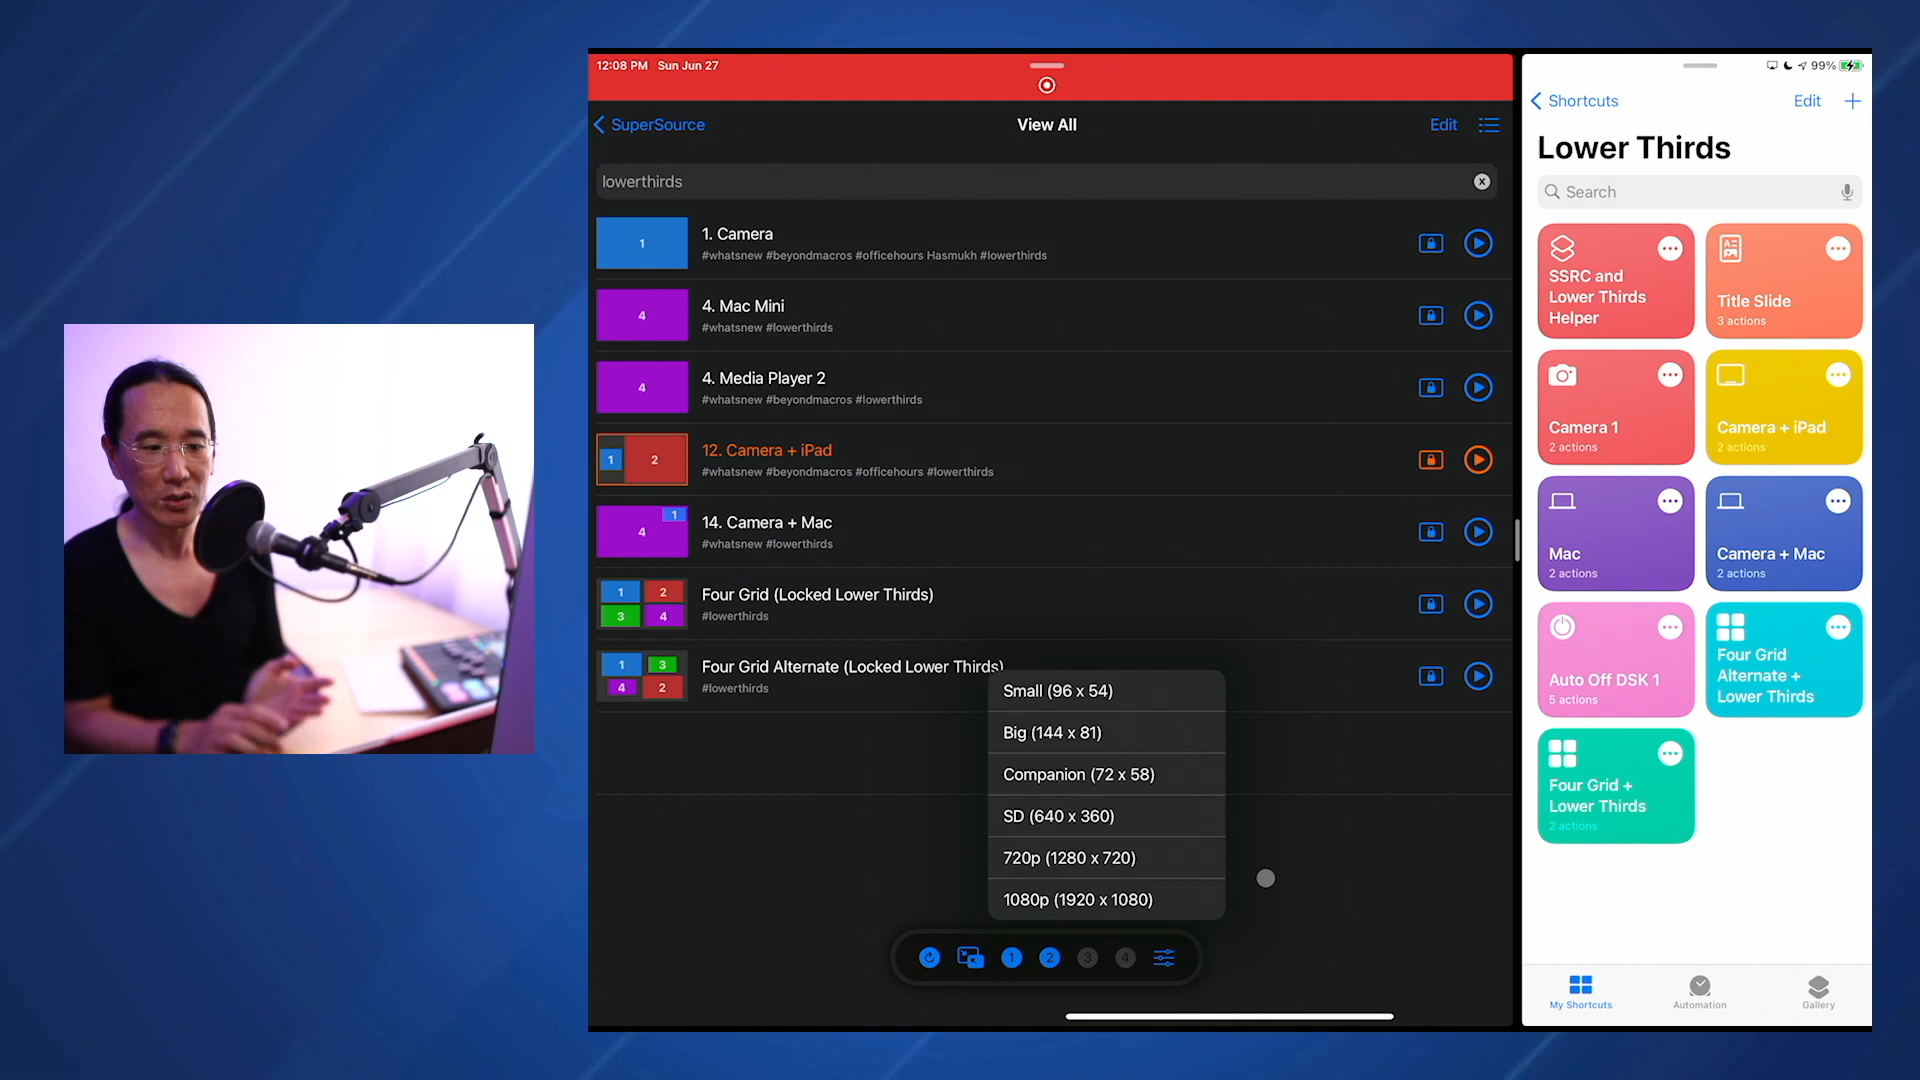 12:08 PM Sun Jun 27
SuperSource
View All
Edit
lowerthirds
1
1. Camera
#whatsnew #beyondmacros #officehours Hasmukh #lowerthirds
4
4. Mac Mini
#whatsnew #lowerthirds
4
4. Media Player 2
#whatsnew #beyondmacros #lowerthirds
1 2
12. Camera + iPad
#whatsnew #beyondmacros #officehours #lowerthirds
1
4
14. Camera + Mac
#whatsnew #lowerthirds
1 2
3 4
Four Grid (Locked Lower Thirds)
#lowerthirds
1 3
4 2
Four Grid Alternate (Locked Lower Thirds)
#lowerthirds
Small (96 x 54)
Big (144 x 81)
Companion (72 x 58)
SD (640 x 360)
720p (1280 x 720)
1080p (1920 x 1080)
1 2 3 4
99%
Shortcuts
Edit
Lower Thirds
Search
SSRC and
Lower Thirds
Helper
Title Slide
3 actions
Camera 1
2 actions
Camera + iPad
2 actions
Mac
2 actions
Camera + Mac
2 actions
Auto Off DSK 1
5 actions
Four Grid
Alternate +
Lower Thirds
Four Grid +
Lower Thirds
2 actions
My Shortcuts
Automation
Gallery